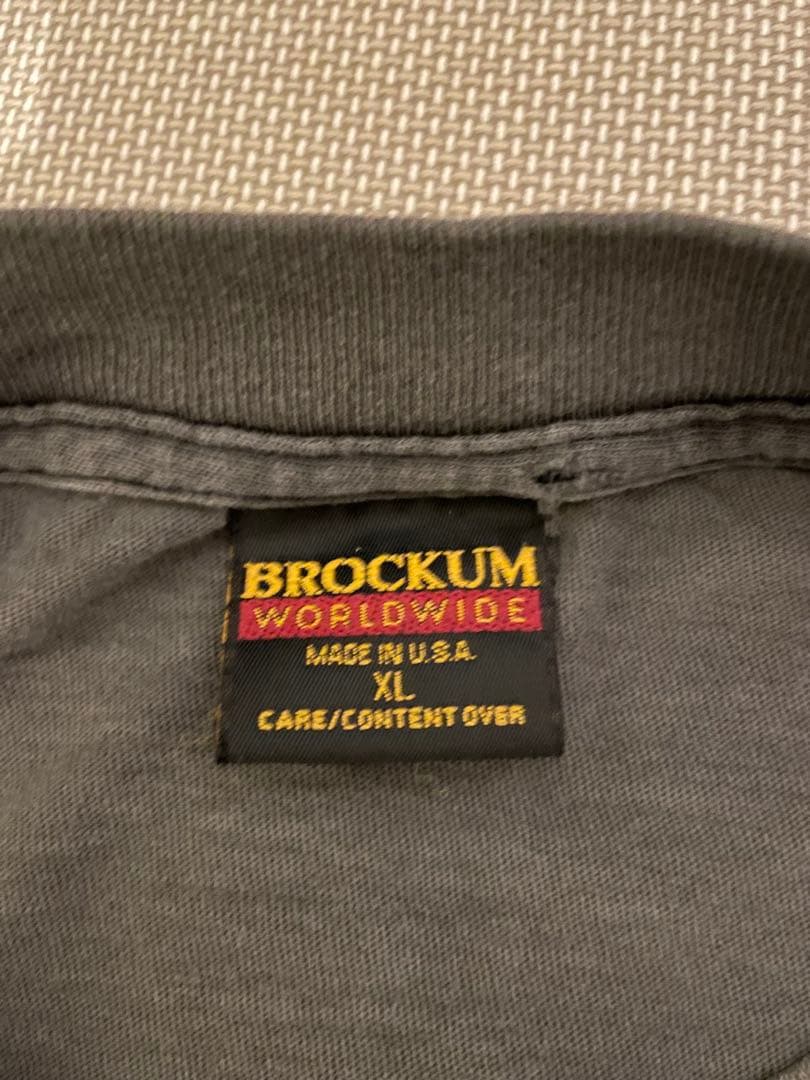 BROCKUM
WORLDWIDE
MADE IN U.S.A.
XL
CARE/CONTENT OVER